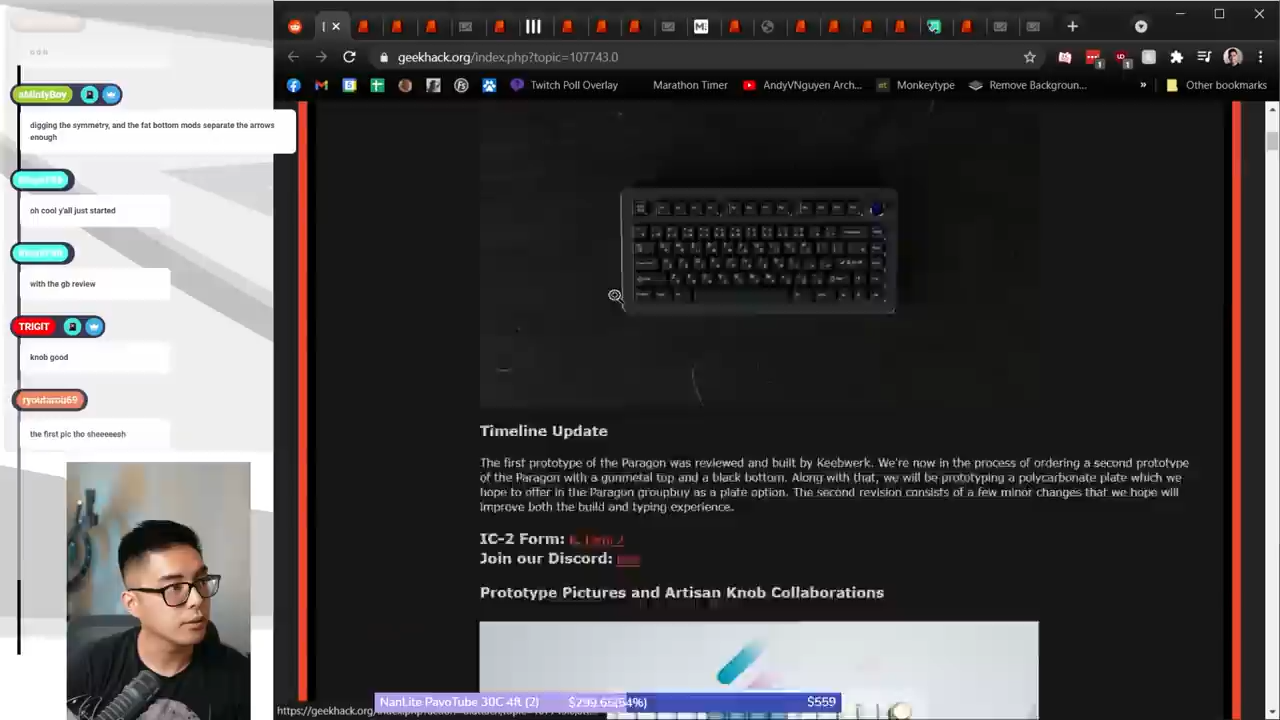 aMintyBoy
digging the symmetry, and the fat bottom mods separate the arrows
enough
oh cool y'all just started
with the gb review
TRIGIT
knob good
ryoutarou69
the first pic tho sheeeeesh
geekhack.org/index.php?topic=107743.0
Twitch Poll Overlay
Marathon Timer
AndyVNguyen Arch...
Monkeytype
Remove Backgroun...
»
Other bookmarks
Timeline Update
The first prototype of the Paragon was reviewed and built by Keebwerk. We're now in the process of ordering a second prototype
of the Paragon with a gunmetal top and a black bottom. Along with that, we will be prototyping a polycarbonate plate which we
hope to offer in the Paragon groupbuy as a plate option. The second revision consists of a few minor changes that we hope will
improve both the build and typing experience.
IC-2 Form:
Join our Discord:
Prototype Pictures and Artisan Knob Collaborations
NanLite PavoTube 30C 4ft (2)
$559